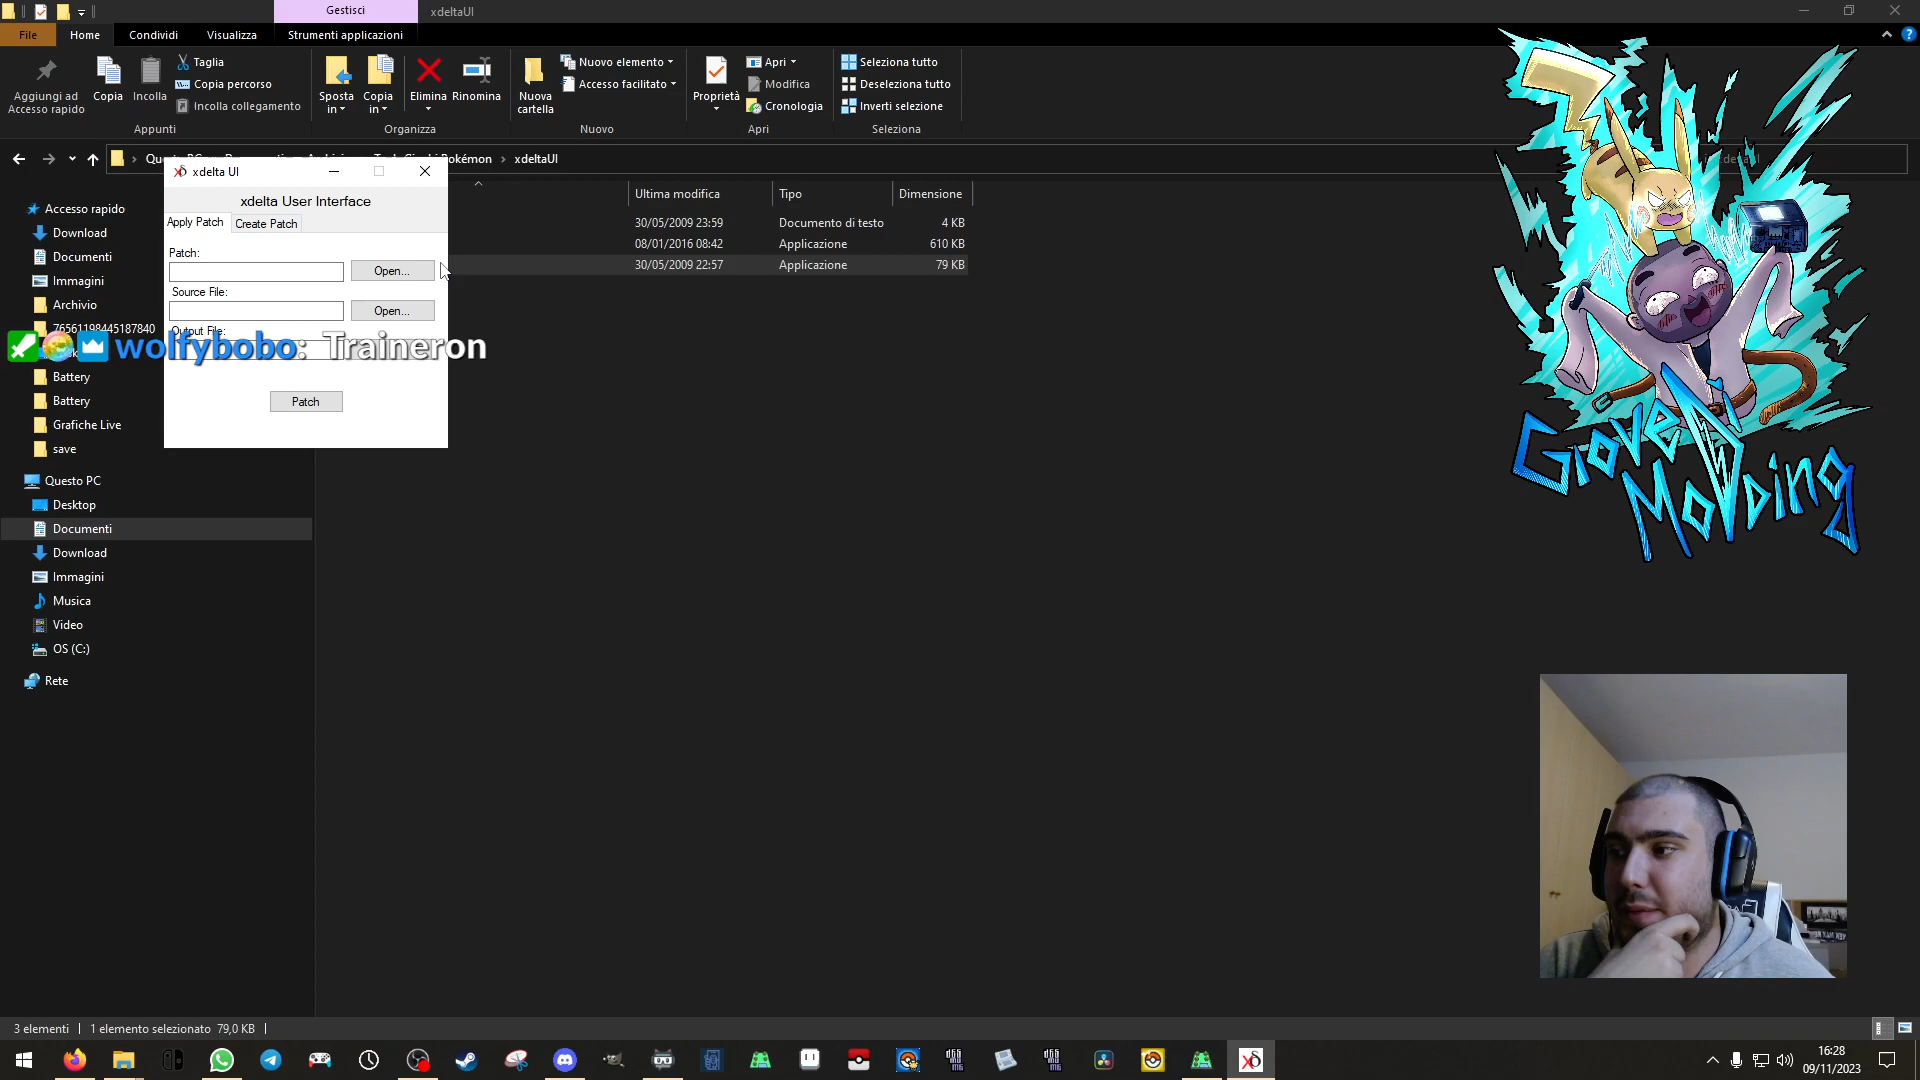 Gestisci
xdeltaUI
File
Home
Condividi
Visualizza
Strumenti applicazioni
Aggiungi ad
Accesso rapido
Copia
Incolla
Taglia
Copia percorso
Incolla collegamento
Appunti
Sposta
in
Copia
in
Elimina
Rinomina
Organizza
Nuova
cartella
Nuovo elemento
Accesso facilitato
Nuovo
Proprietà
Apri
Modifica
Cronologia
Apri
Seleziona tutto
Deseleziona tutto
Inverti selezione
Seleziona
Pokémon
xdeltaUI
xdelta UI
xdelta User Interface
Apply Patch
Create Patch
Patch:
Open...
Source File:
Open...
Output File:
Patch
Ultima modifica
Tipo
Dimensione
30/05/2009 23:59
Documento di testo
4 KB
08/01/2016 08:42
Applicazione
610 KB
30/05/2009 22:57
Applicazione
79 KB
Accesso rapido
Download
Documenti
Immagini
Archivio
76561198445187840
wolfybobo: Traineron
Battery
Battery
Grafiche Live
save
Questo PC
Desktop
Documenti
Download
Immagini
Musica
Video
OS (C:)
Rete
Giove
Modding
3 elementi
1 elemento selezionato 79,0 KB
16:28
09/11/2023